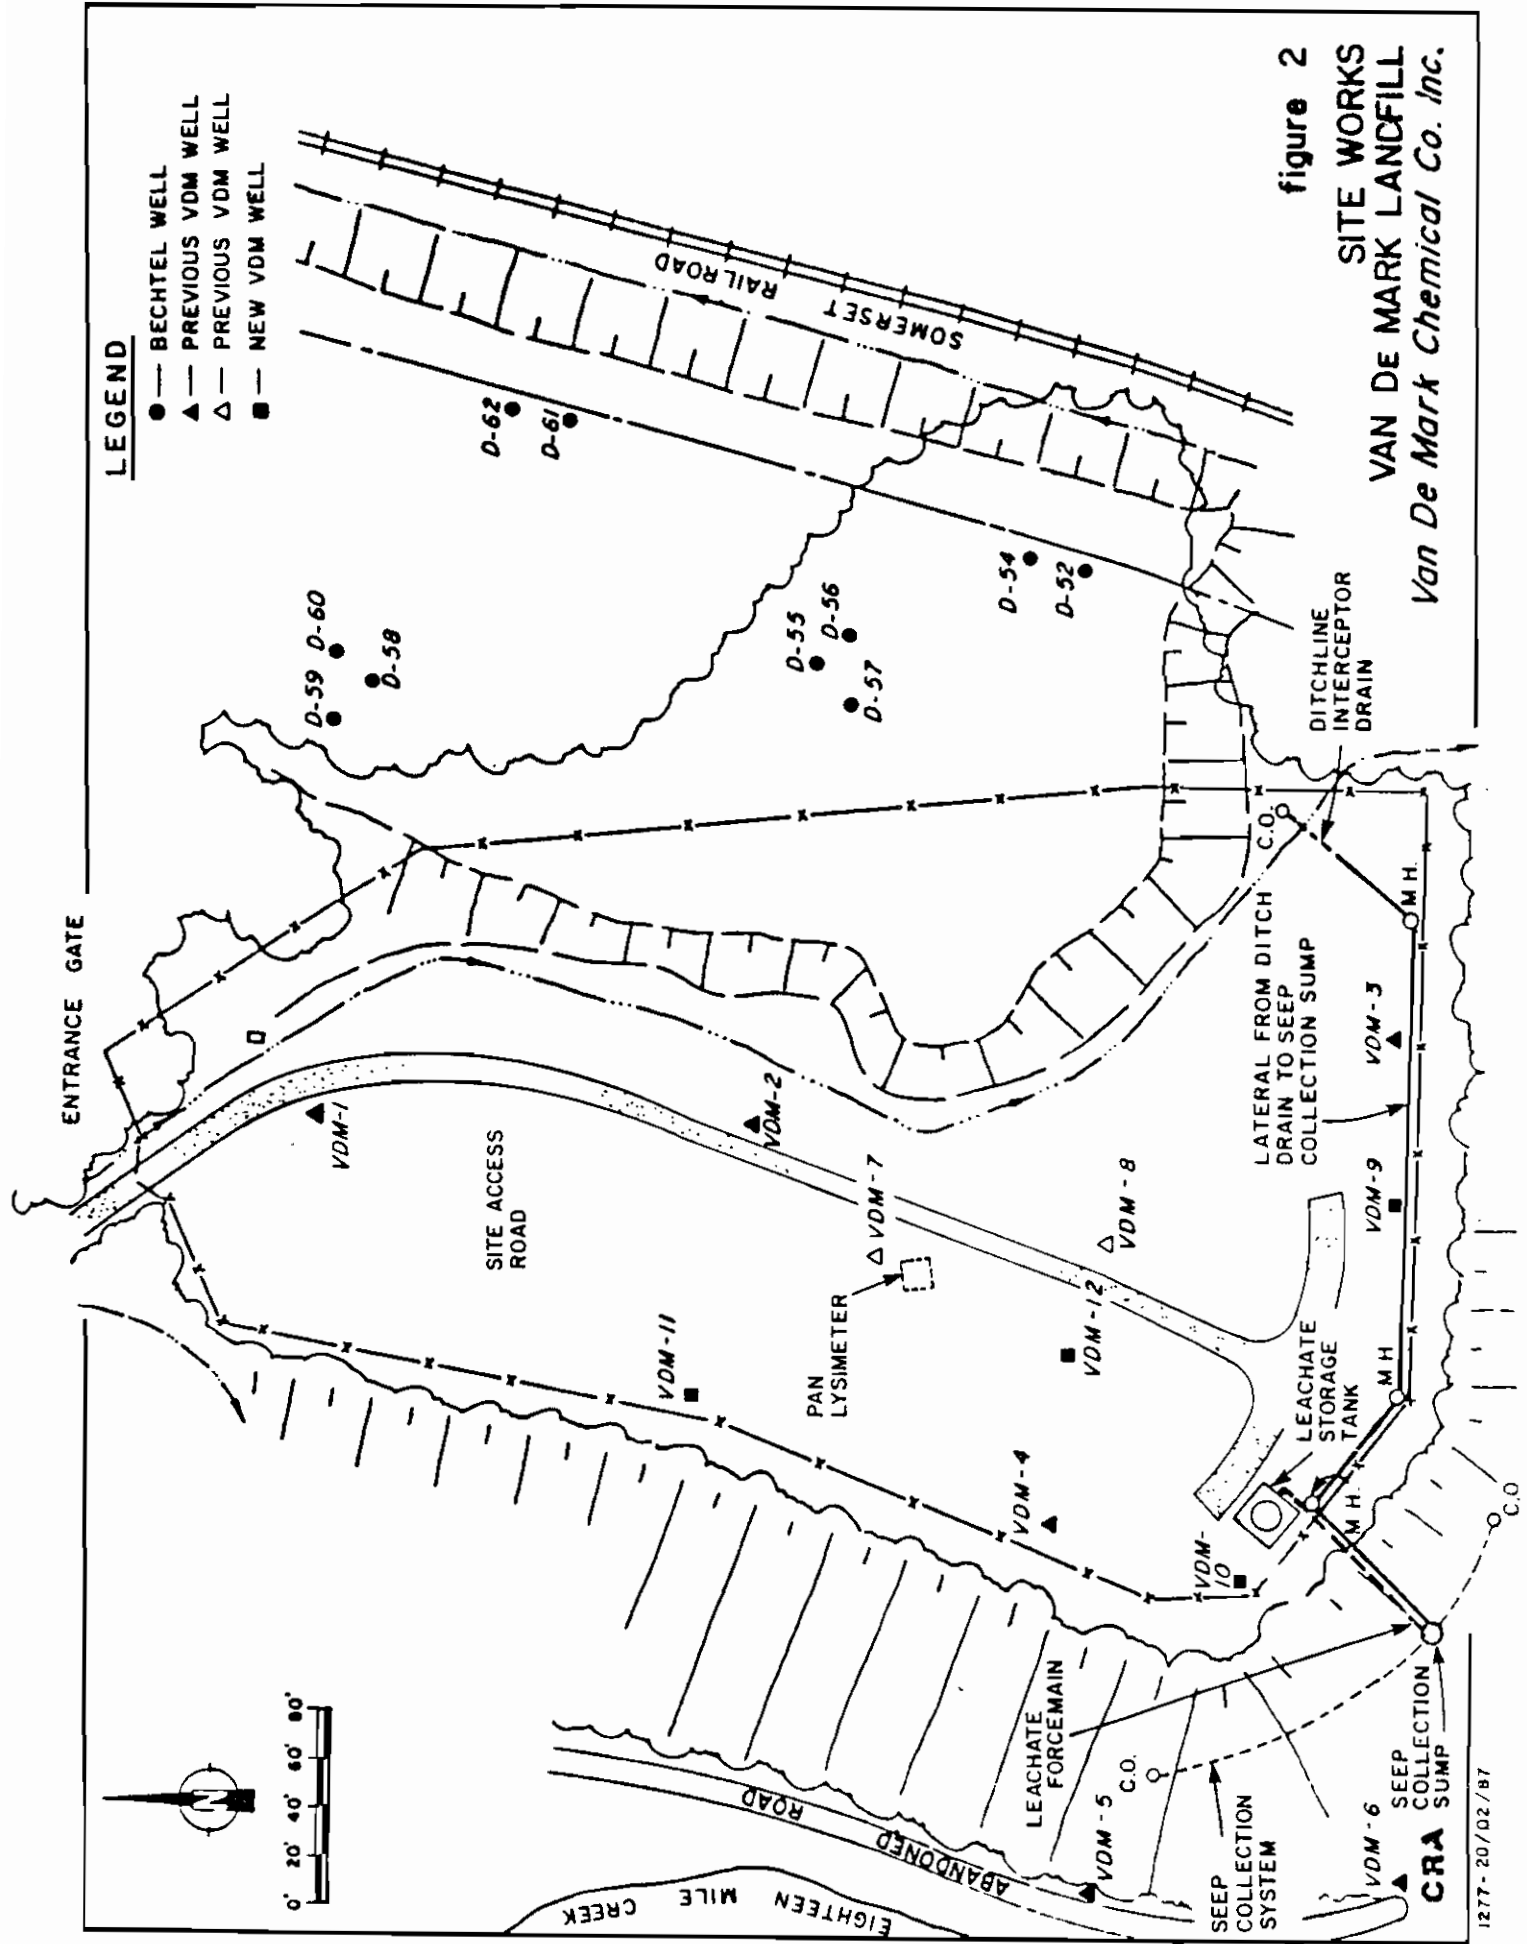 LEGEND
● — BECHTEL WELL
▲ — PREVIOUS VDM WELL
△ — PREVIOUS VDM WELL
■ — NEW VDM WELL
ENTRANCE GATE
N
0' 20' 40' 60' 80'
D-62
D-61
D-60
D-59
D-58
D-56
D-55
D-57
D-54
D-52
SOMERSET RAILROAD
VDM-1
SITE ACCESS
ROAD
VDM-2
VDM-7
VDM-8
VDM-11
PAN
LYSIMETER
VDM-12
VDM-4
VDM-
10
VDM-3
VDM-9
C.O.
DITCHLINE
INTERCEPTOR
DRAIN
M.H.
LATERAL FROM DITCH
DRAIN TO SEEP
COLLECTION SUMP
M H
LEACHATE
STORAGE
TANK
M H.
C.O.
LEACHATE
FORCEMAIN
C.O.
SEEP
COLLECTION
SYSTEM
VDM-5
VDM-6
SEEP
COLLECTION
SUMP
ABANDONED ROAD
EIGHTEEN MILE CREEK
CRA
1277-20/02/87
figure 2
SITE WORKS
VAN DE MARK LANDFILL
Van De Mark Chemical Co. Inc.